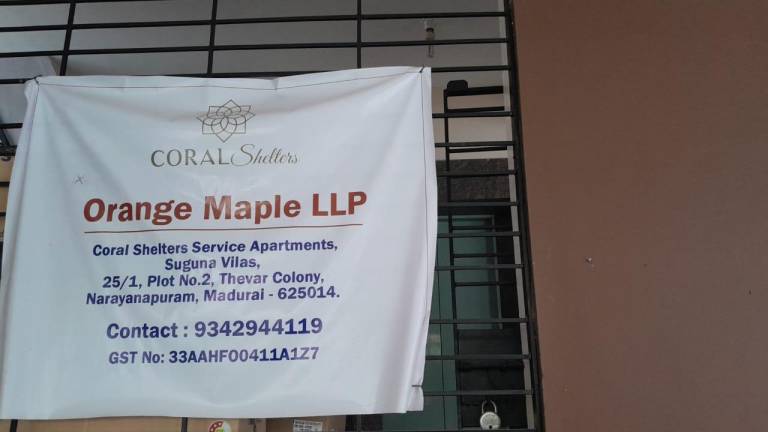 CORAL Shelters
Orange Maple LLP
Coral Shelters Service Apartments,
Suguna Vilas,
25/1, Plot No.2, Thevar Colony,
Narayanapuram, Madurai - 625014.
Contact : 9342944119
GST No: 33AAHFO0411A1Z7